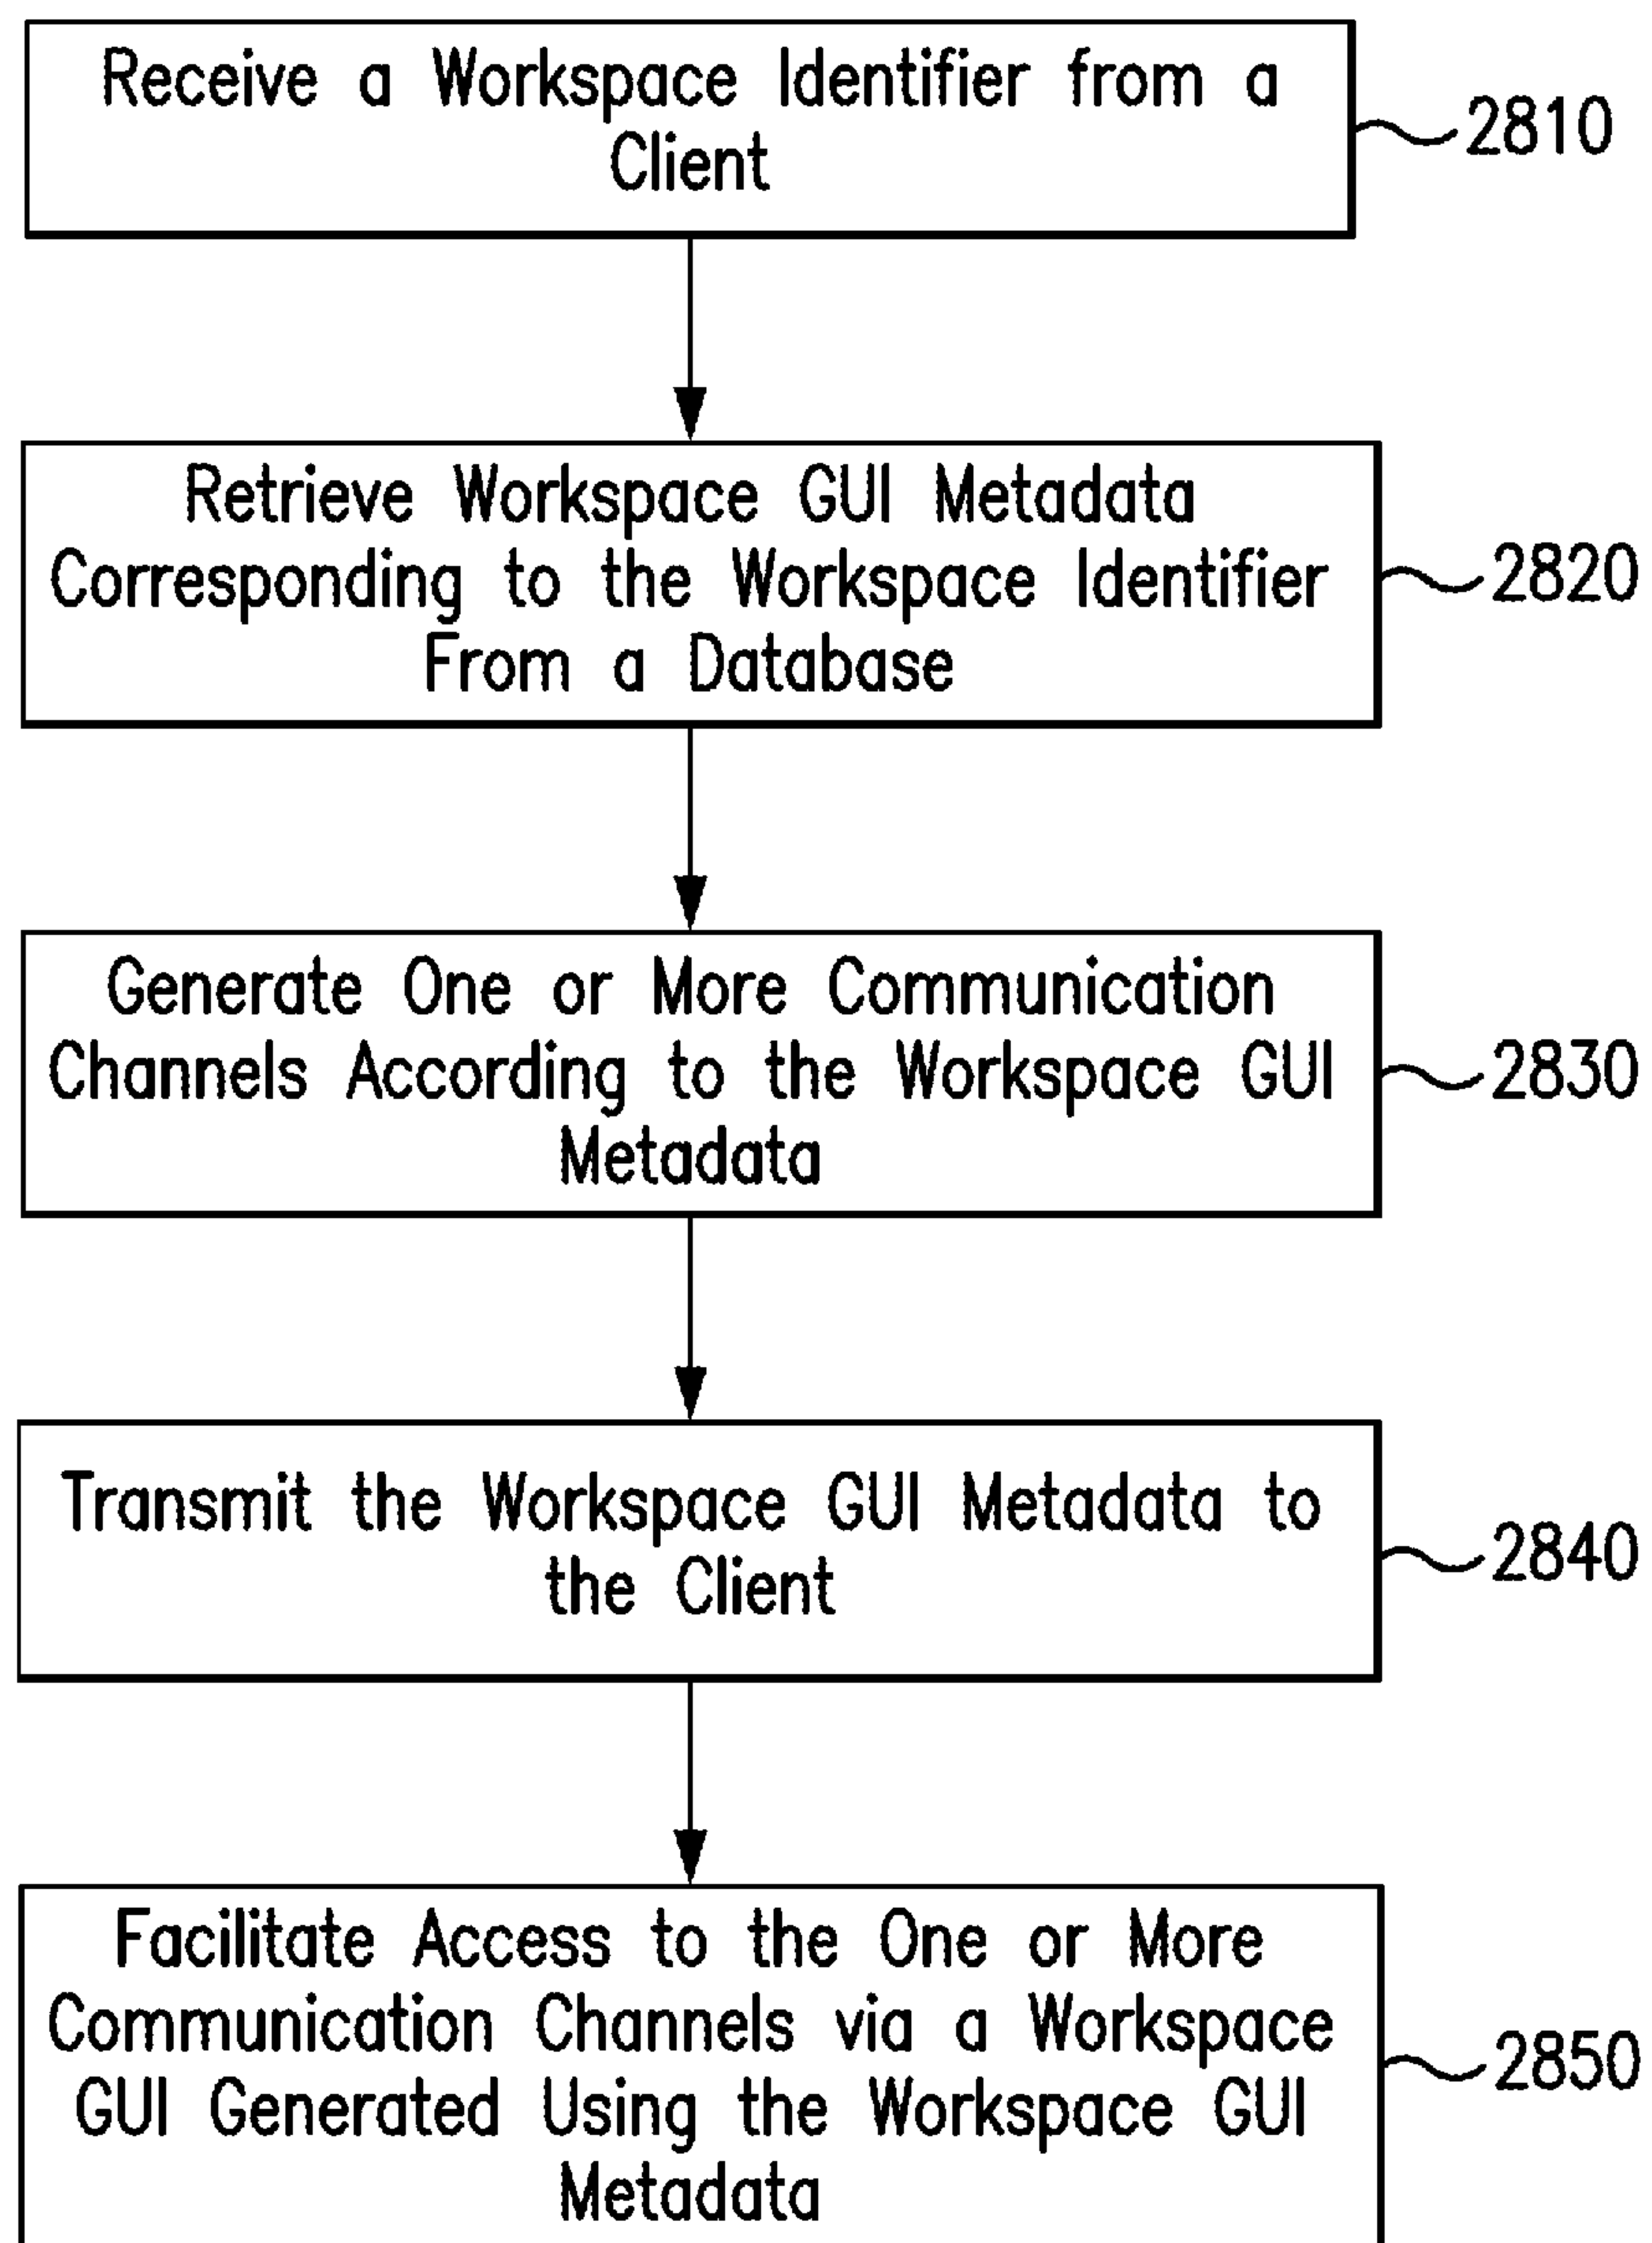 Receive a Workspace Identifier from a
Client
2810
Retrieve Workspace GUI Metadata
Corresponding to the Workspace Identifier
From a Database
2820
Generate One or More Communication
Channels According to the Workspace GUI
Metadata
2830
Transmit the Workspace GUI Metadata to
the Client
2840
Facilitate Access to the One or More
Communication Channels via a Workspace
GUI Generated Using the Workspace GUI
Metadata
2850